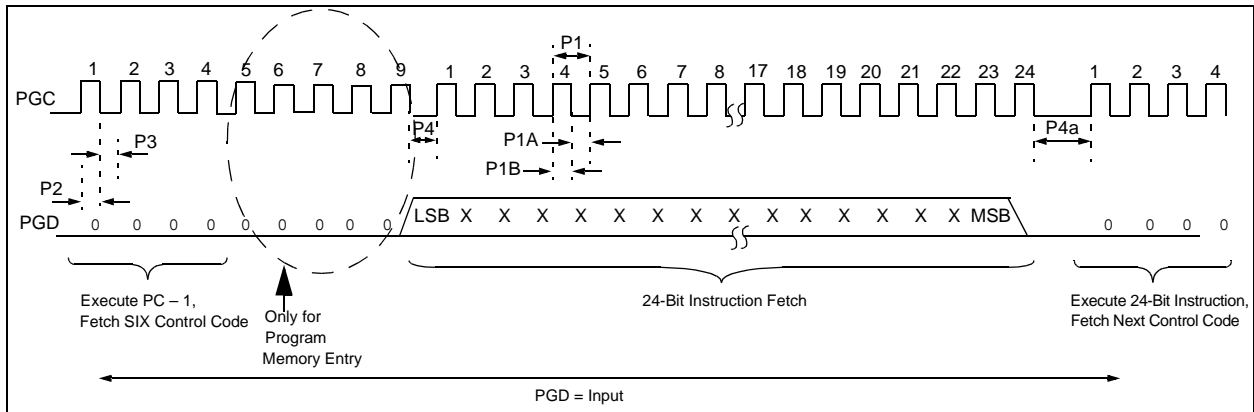 P1
1 2 3 4 5 6 7 8 9 1 2 3 4 5 6 7 8 17 18 19 20 21 22 23 24 1 2 3 4
PGC
P3 P4 P1A P4a
P1B
P2
PGD 0 0 0 0 0 0 0 0 0 LSB X X X X X X X X X X X X X X MSB 0 0 0 0
Execute PC – 1,
Fetch SIX Control Code
Only for
Program
Memory Entry
24-Bit Instruction Fetch
Execute 24-Bit Instruction,
Fetch Next Control Code
PGD = Input